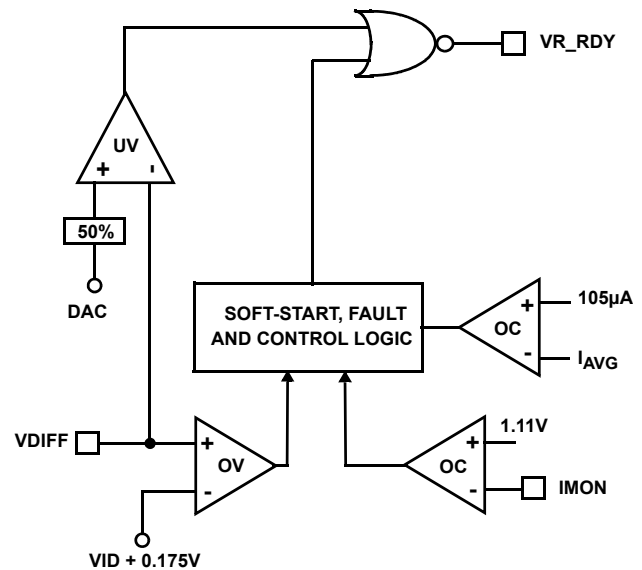 VR_RDY
UV
+ -
50%
DAC
SOFT-START, FAULT
AND CONTROL LOGIC
+ 105µA
OC
- IAVG
VDIFF
+
OV
-
VID + 0.175V
1.11V
+
OC
-
IMON